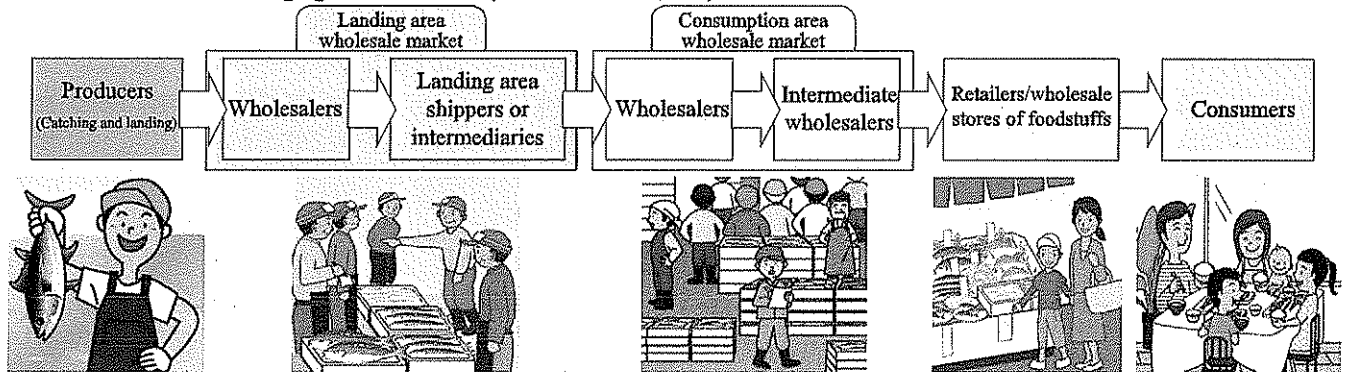 Landing area
wholesale market
Consumption area
wholesale market
Producers
(Catching and landing)
Wholesalers
Landing area
shippers or
intermediaries
Wholesalers
Intermediate
wholesalers
Retailers/wholesale
stores of foodstuffs
Consumers